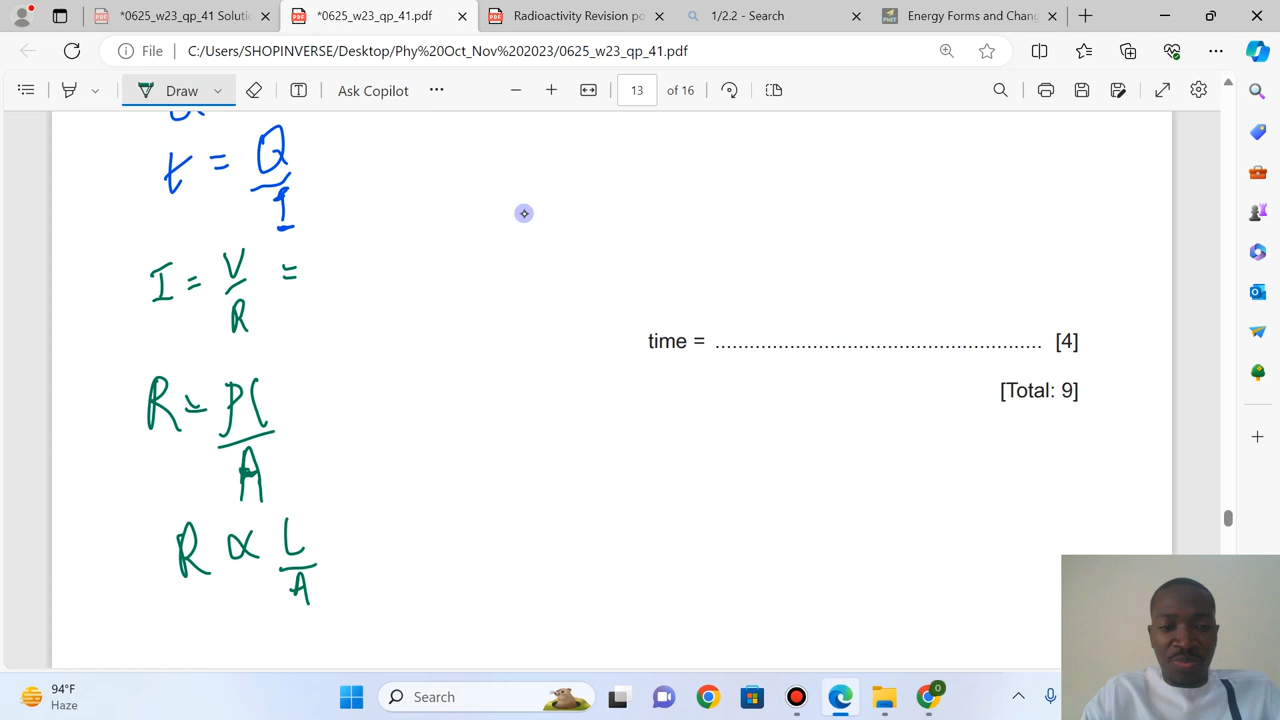 *0625_w23_qp_41 Soluti
*0625_w23_qp_41.pdf
Radioactivity Revision po
1/2.2 - Search
Energy Forms and Chang
File
C:/Users/SHOPINVERSE/Desktop/Phy%20Oct_Nov%202023/0625_w23_qp_41.pdf
Draw
Ask Copilot
13 of 16
t = Q/I
I = V/R =
time = ............................................................ [4]
[Total: 9]
R = ρl/A
R ∝ L/A
94°F
Haze
Search
0